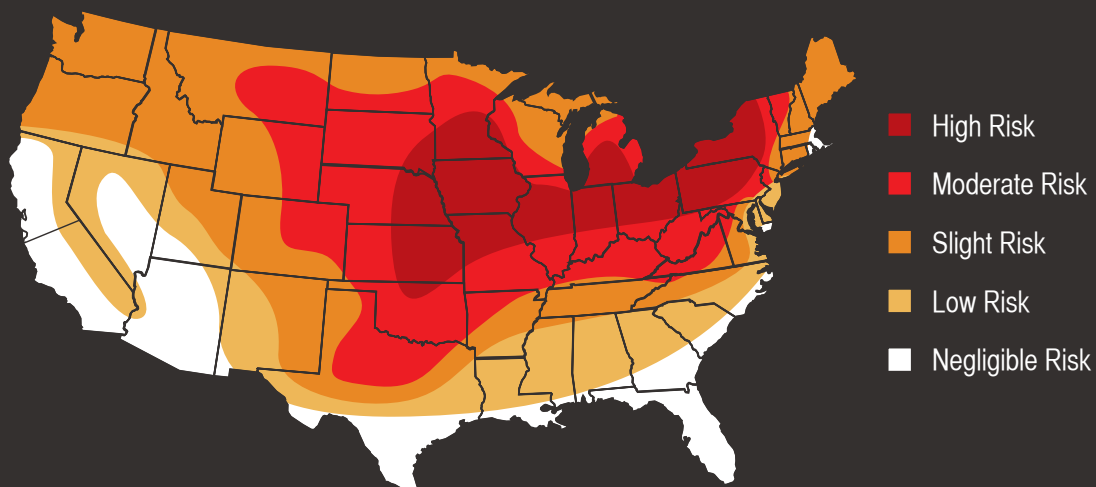 High Risk
Moderate Risk
Slight Risk
Low Risk
Negligible Risk